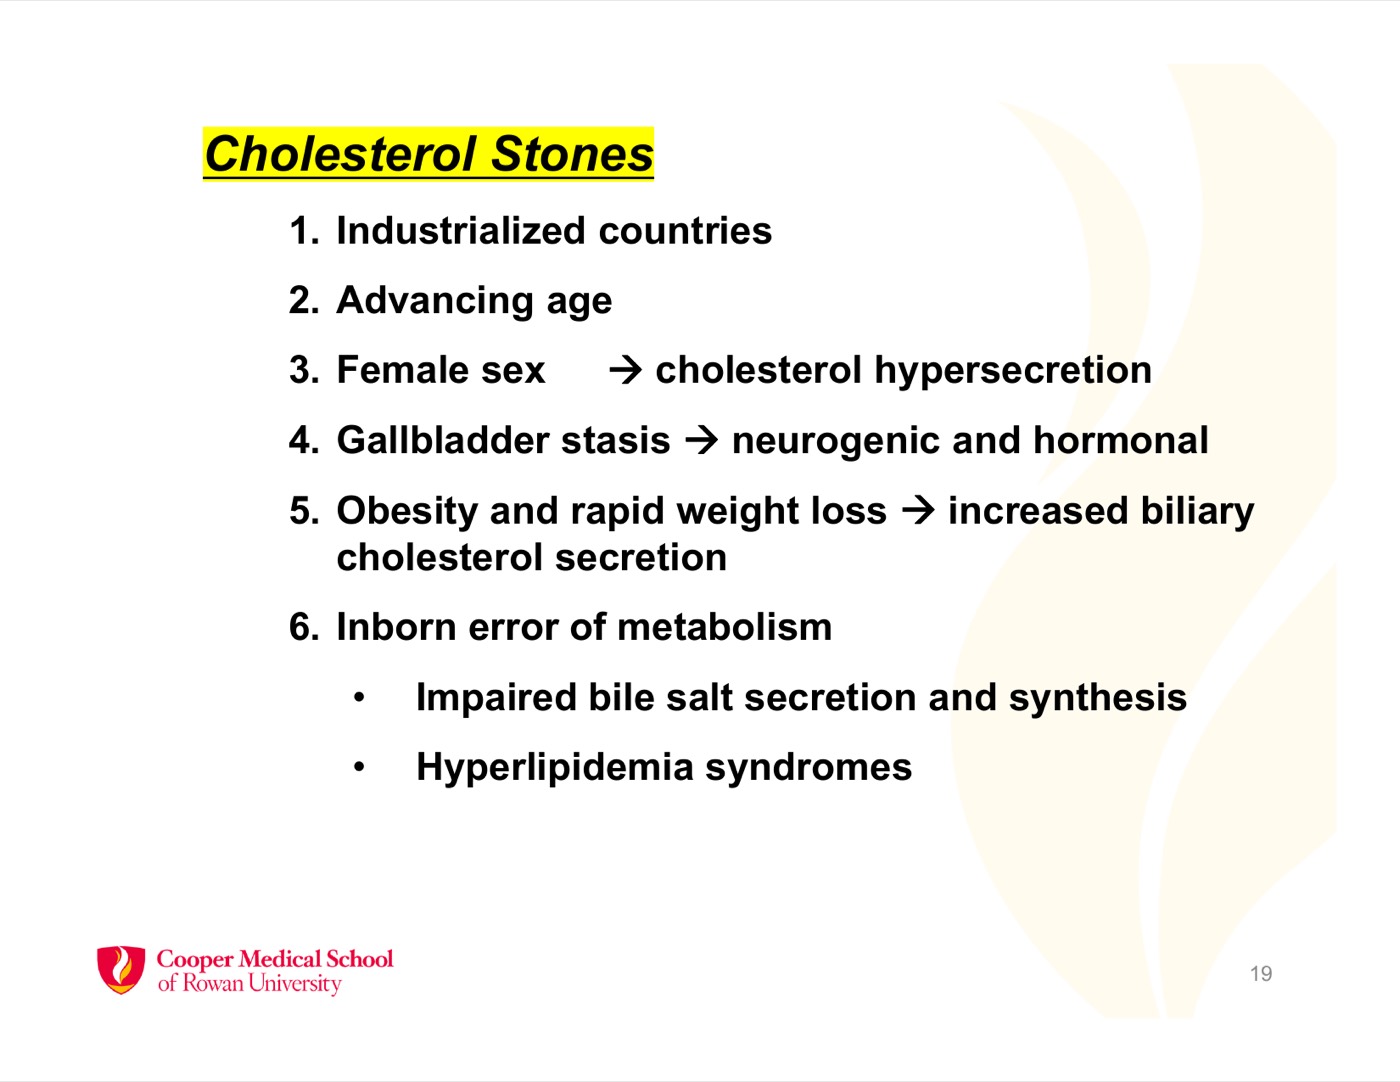 Cholesterol Stones
1. Industrialized countries
2. Advancing age
3. Female sex → cholesterol hypersecretion
4. Gallbladder stasis → neurogenic and hormonal
5. Obesity and rapid weight loss → increased biliary
cholesterol secretion
6. Inborn error of metabolism
• Impaired bile salt secretion and synthesis
• Hyperlipidemia syndromes
Cooper Medical School
of Rowan University
19